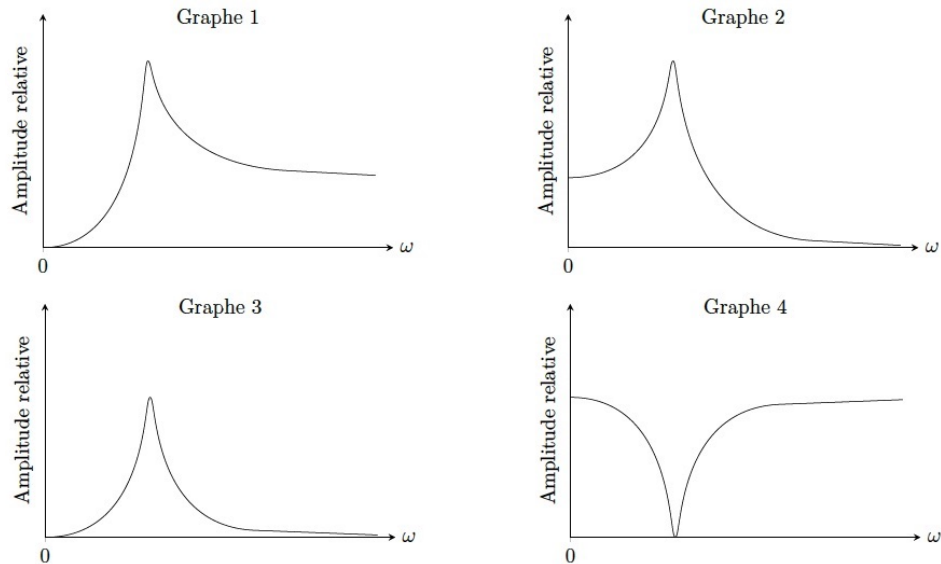 Graphe 1
Amplitude relative
0
ω
Graphe 2
Amplitude relative
0
ω
Graphe 3
Amplitude relative
0
ω
Graphe 4
Amplitude relative
0
ω